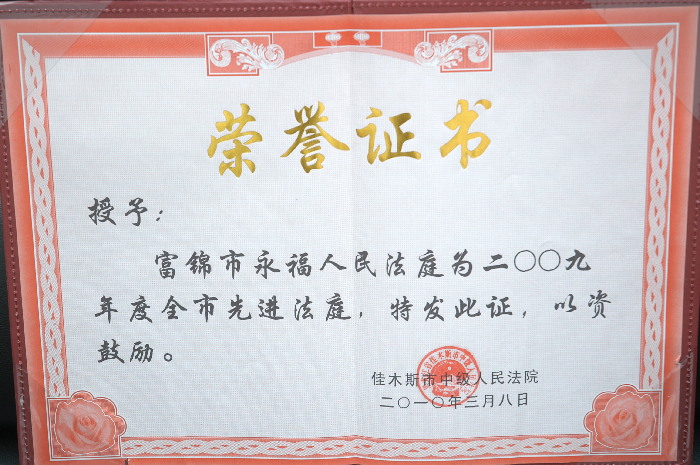 荣誉证书
授予：
富锦市永福人民法庭为二〇〇九
年度全市先进法庭，特发此证，以资
鼓励。
佳木斯市中级人民法院
二〇一〇年三月八日